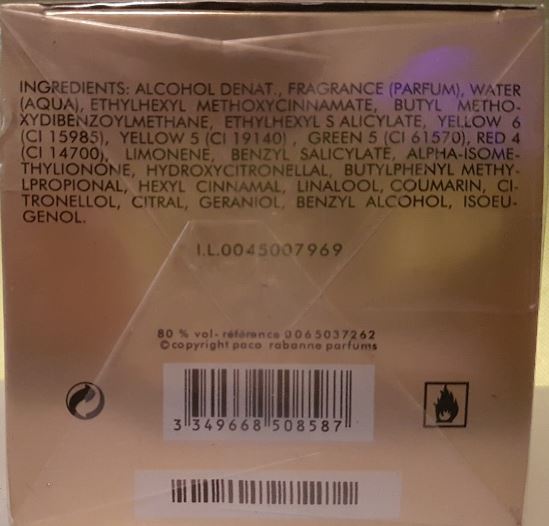 INGREDIENTS: ALCOHOL DENAT., FRAGRANCE (PARFUM), WATER
(AQUA), ETHYLHEXYL METHOXYCINNAMATE, BUTYL METHO-
XYDIBENZOYLMETHANE, ETHYLHEXYL S ALICYLATE, YELLOW 6
(CI 15985), YELLOW 5 (CI 19140) , GREEN 5 (CI 61570), RED 4
(CI 14700), LIMONENE, BENZYL SALICYLATE, ALPHA-ISOME-
THYLIONONE, HYDROXYCITRONELLAL, BUTYLPHENYL METHY-
LPROPIONAL, HEXYL CINNAMAL, LINALOOL, COUMARIN, CI-
TRONELLOL, CITRAL, GERANIOL, BENZYL ALCOHOL, ISOEU-
GENOL.
I.L.0045007969
80 % vol- référence 0065037262
©copyright paco rabanne parfums
3 349668 508587